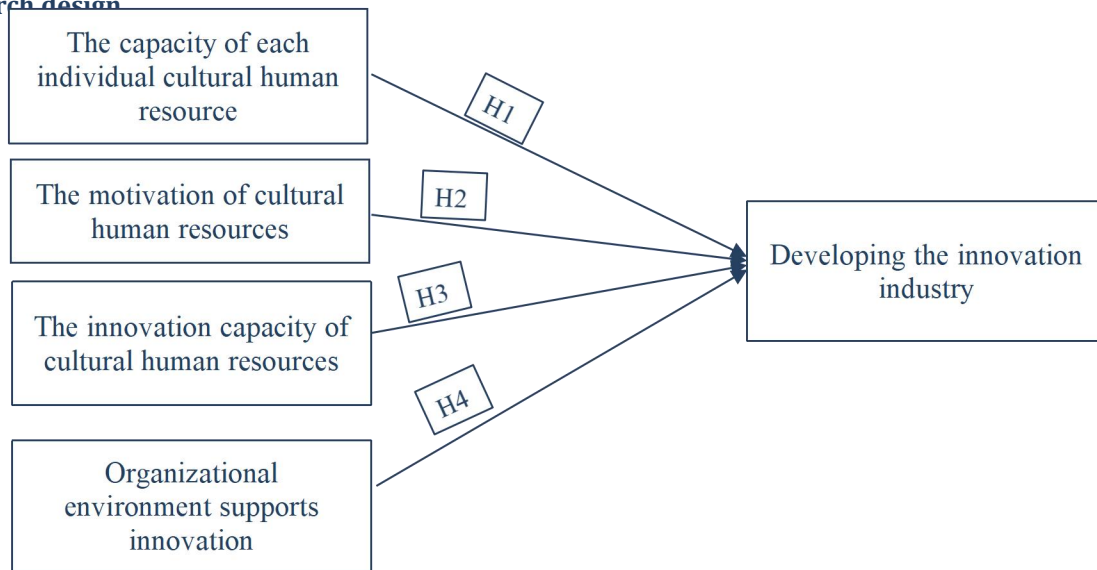 The capacity of each
individual cultural human
resource
H1
The motivation of cultural
human resources
H2
The innovation capacity of
cultural human resources
H3
Organizational
environment supports
innovation
H4
Developing the innovation
industry